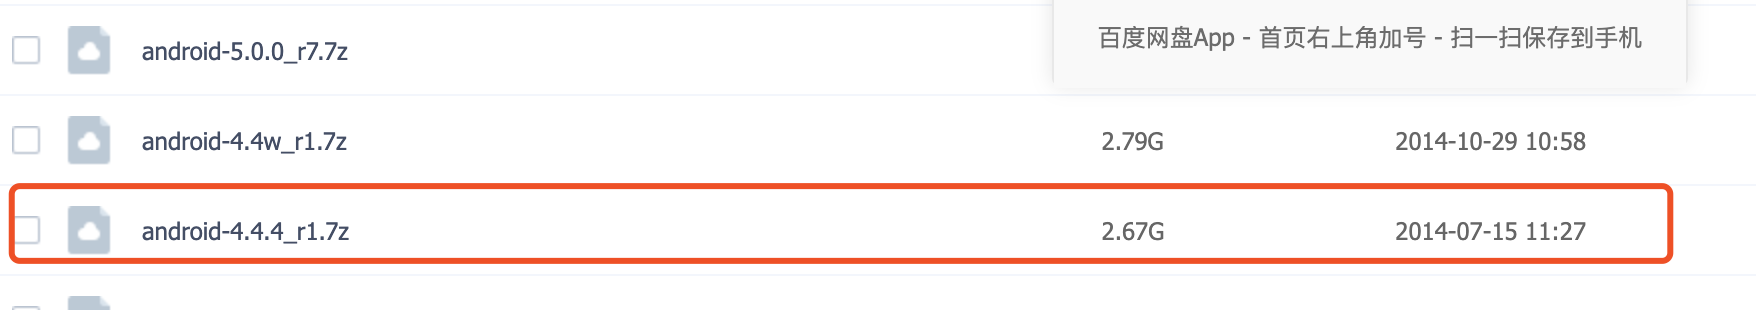 百度网盘App - 首页右上角加号 - 扫一扫保存到手机
android-5.0.0_r7.7z
android-4.4w_r1.7z 2.79G 2014-10-29 10:58
android-4.4.4_r1.7z 2.67G 2014-07-15 11:27